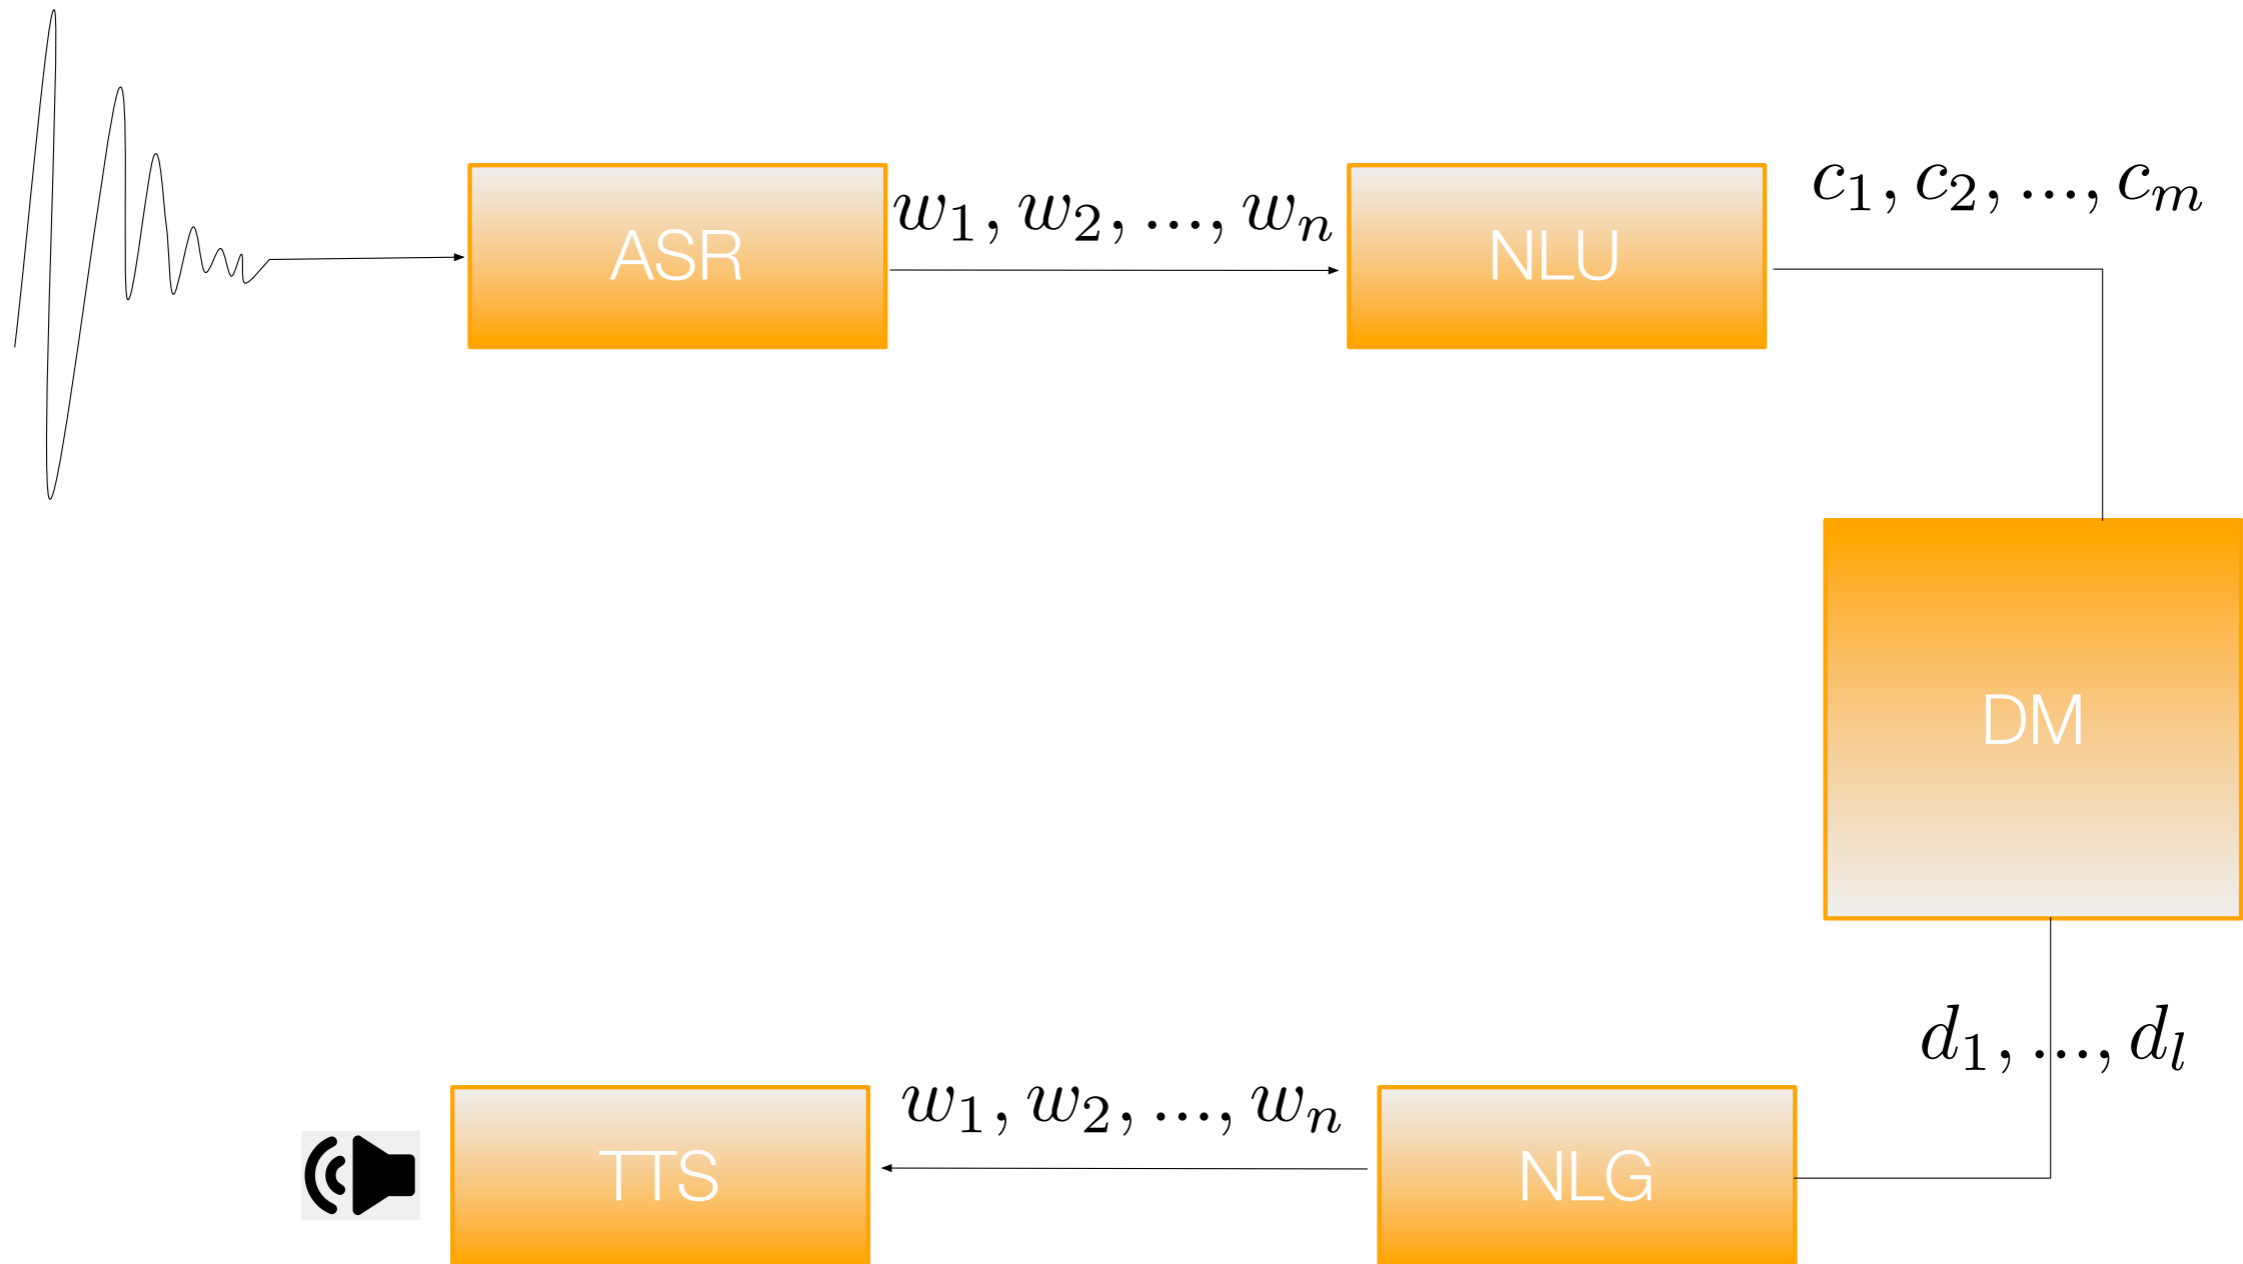 ASR
w₁, w₂, ..., wₙ
NLU
c₁, c₂, ..., cₘ
DM
d₁, ..., dₗ
NLG
w₁, w₂, ..., wₙ
TTS